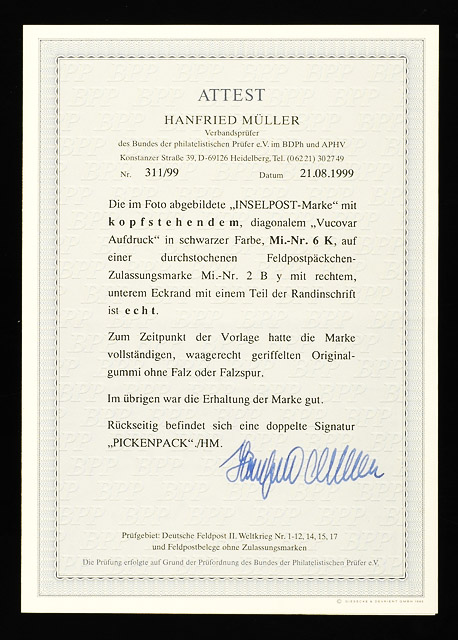 ATTEST
HANFRIED MÜLLER
Verbandsprüfer
des Bundes der philatelistischen Prüfer e.V. im BDPh und APHV
Konstanzer Straße 39, D-69126 Heidelberg, Tel. (06221) 302749
Nr. 311/99 Datum 21.08.1999
Die im Foto abgebildete „INSELPOST-Marke“ mit
kopfstehendem, diagonalem „Vucovar
Aufdruck“ in schwarzer Farbe, Mi.-Nr. 6 K, auf
einer durchstochenen Feldpostpäckchen-
Zulassungsmarke Mi.-Nr. 2 B y mit rechtem,
unterem Eckrand mit einem Teil der Randinschrift
ist echt.
Zum Zeitpunkt der Vorlage hatte die Marke
vollständigen, waagerecht geriffelten Original-
gummi ohne Falz oder Falzspur.
Im übrigen war die Erhaltung der Marke gut.
Rückseitig befindet sich eine doppelte Signatur
„PICKENPACK“./HM.
Prüfgebiet: Deutsche Feldpost II. Weltkrieg Nr. 1-12, 14, 15, 17
und Feldpostbelege ohne Zulassungsmarken
Die Prüfung erfolgte auf Grund der Prüfordnung des Bundes der Philatelistischen Prüfer e.V.